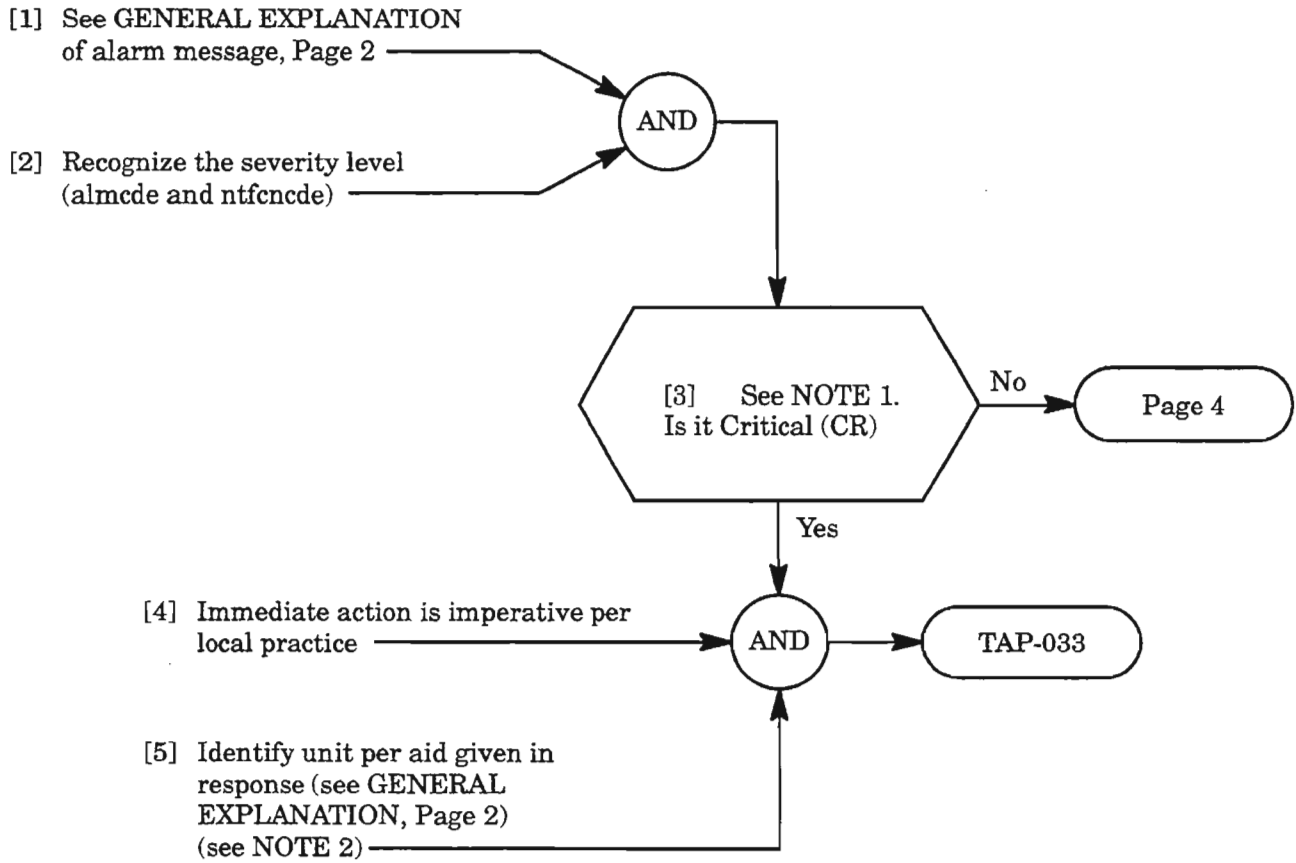 [1] See GENERAL EXPLANATION
of alarm message, Page 2
AND
[2] Recognize the severity level
(almcde and ntfcncde)
[3] See NOTE 1.
Is it Critical (CR)
No
Page 4
Yes
[4] Immediate action is imperative per
local practice
AND
TAP-033
[5] Identify unit per aid given in
response (see GENERAL
EXPLANATION, Page 2)
(see NOTE 2)